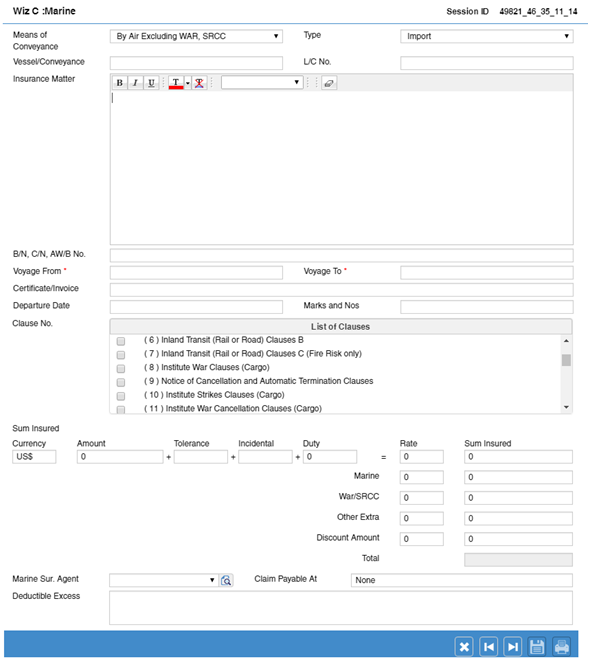 Wiz C :Marine Session ID 49821_46_35_11_14
Means of Conveyance By Air Excluding WAR, SRCC Type Import
Vessel/Conveyance L/C No.
Insurance Matter B I U T T
B/N, C/N, AW/B No.
Voyage From * Voyage To *
Certificate/Invoice
Departure Date Marks and Nos
Clause No. List of Clauses
( 6 ) Inland Transit (Rail or Road) Clauses B
( 7 ) Inland Transit (Rail or Road) Clauses C (Fire Risk only)
( 8 ) Institute War Clauses (Cargo)
( 9 ) Notice of Cancellation and Automatic Termination Clauses
( 10 ) Institute Strikes Clauses (Cargo)
( 11 ) Institute War Cancellation Clauses (Cargo)
Sum Insured
Currency Amount Tolerance Incidental Duty Rate Sum Insured
US$ 0 + + + 0 = 0 0
Marine 0 0
War/SRCC 0 0
Other Extra 0 0
Discount Amount 0 0
Total
Marine Sur. Agent Claim Payable At None
Deductible Excess